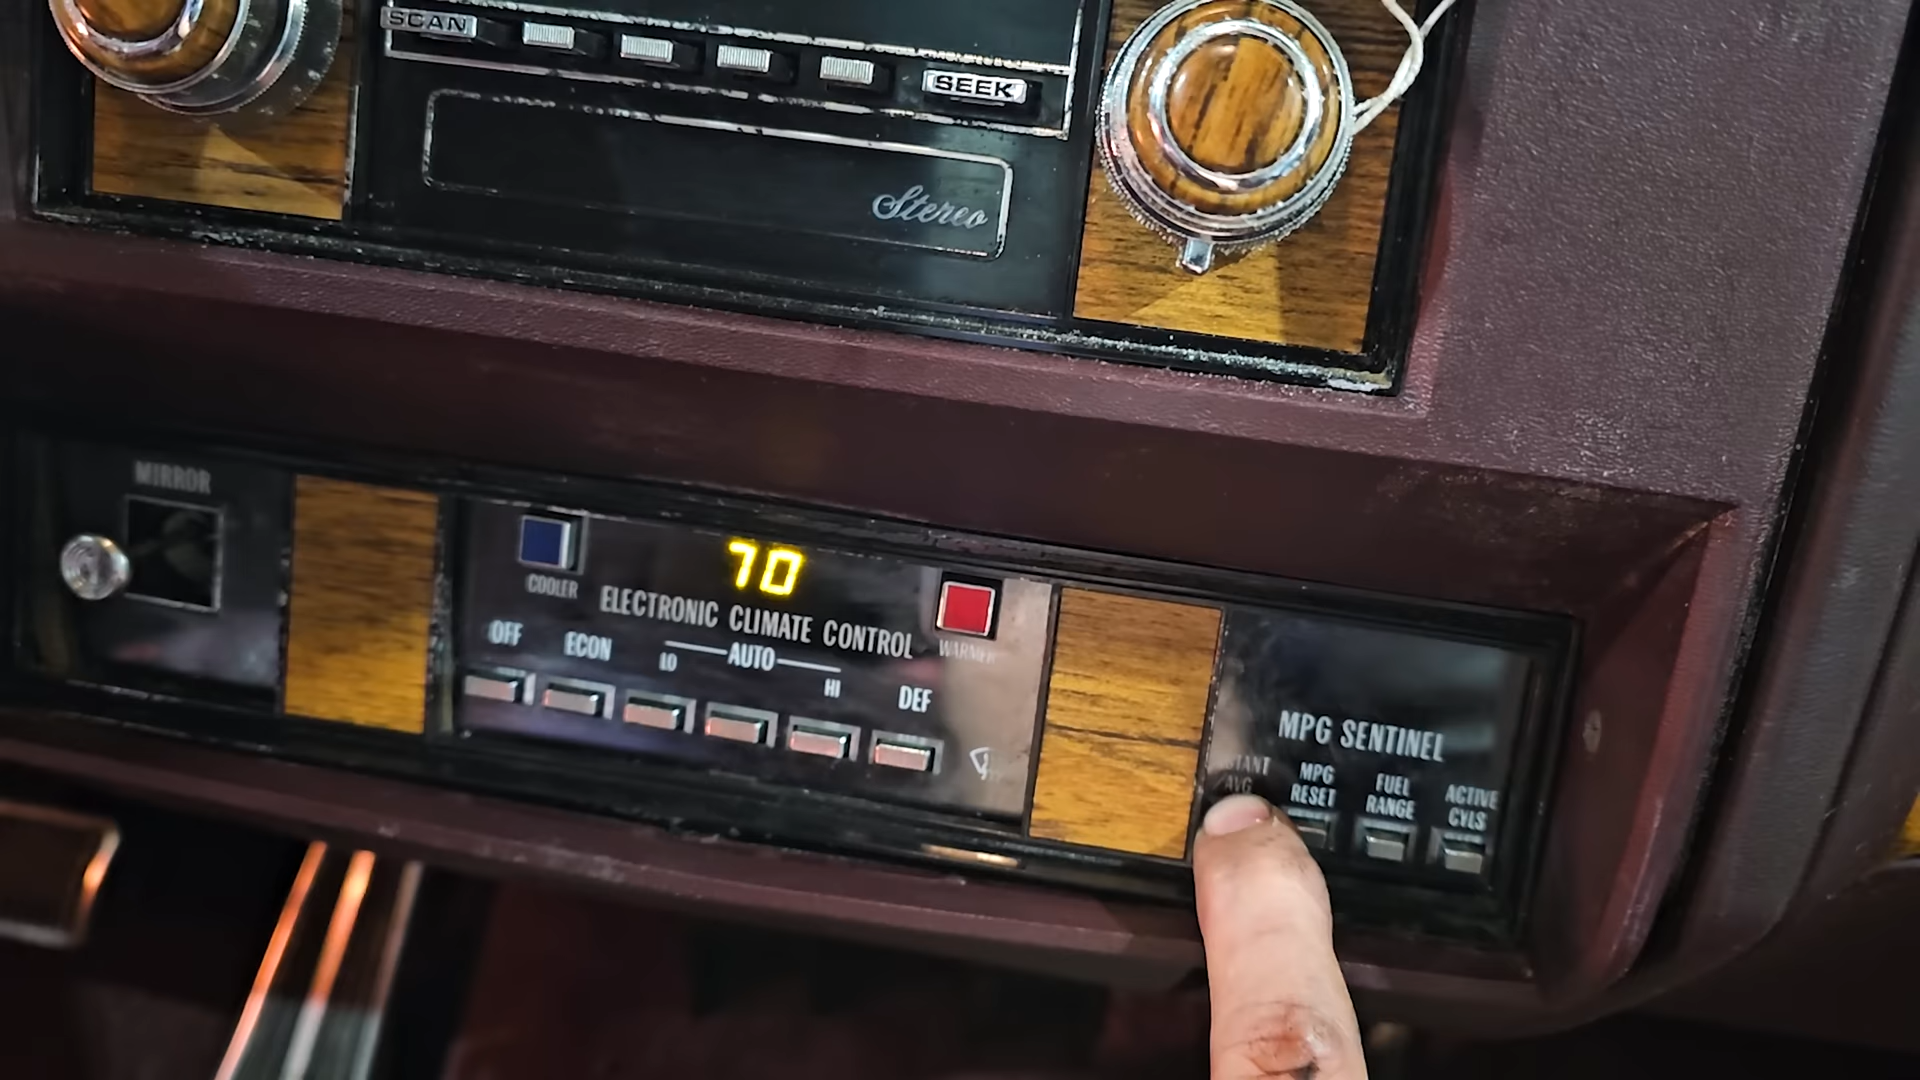 SCAN
SEEK
Stereo
MIRROR
COOLER
70
ELECTRONIC CLIMATE CONTROL
WARMER
OFF
ECON
LO
AUTO
HI
DEF
MPG SENTINEL
AVG
MPG
RESET
FUEL
RANGE
ACTIVE
CYLS